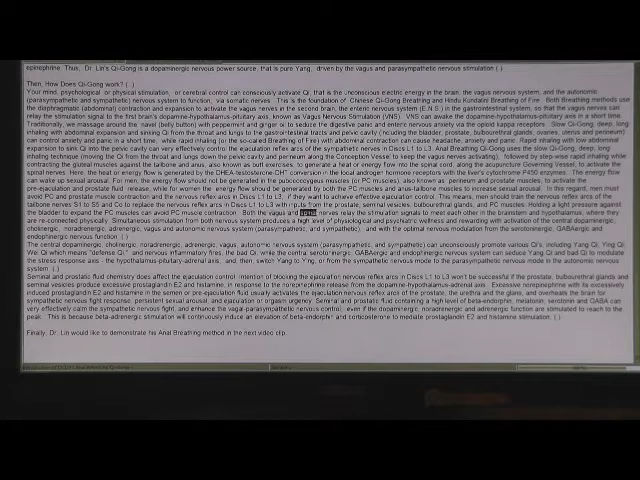 epinephrine. Thus, Dr. Lin's Qi-Gong is a dopaminergic nervous power source, that is pure Yang, driven by the vagus and parasympathetic nervous stimulation (.)
Then, How Does Qi-Gong work? (..)
Your mind, psychological or physical stimulation, or cerebral control can consciously activate Qi, that is the unconscious electric energy in the brain, the vagus nervous system, and the autonomic
(parasympathetic and sympathetic) nervous system to function, via somatic nerves. This is the foundation of Chinese Qi-Gong Breathing and Hindu Kundalini Breathing of Fire. Both Breathing methods use
the diaphragmatic (abdominal) contraction and expansion to activate the vagus nerves in the second brain, the enteric nervous system (E.N.S.) in the gastrointestinal system, so that the vagus nerves can
relay the stimulation signal to the first brain's dopamine-hypothalamus-pituitary axis, known as Vagus Nervous Stimulation (VNS). VNS can awake the dopamine-hypothalamus-pituitary axis in a short time.
Traditionally, we massage around the navel (belly button) with peppermint and ginger oil to seduce the digestive panic and enteric nervous anxiety via the opioid kappa receptors. Slow Qi-Gong, deep, long
inhaling with abdominal expansion and sinking Qi from the throat and lungs to the gastrointestinal tracts and pelvic cavity (including the bladder, prostate, bulbourethral glands, ovaries, uterus and perineum)
can control anxiety and panic in a short time, while rapid inhaling (or the so-called Breathing of Fire) with abdominal contraction can cause headache, anxiety and panic. Rapid inhaling with low abdominal
expansion to sink Qi into the pelvic cavity can very effectively control the ejaculation reflex arcs of the sympathetic nerves in Discs L1 to L3. Anal Breathing Qi-Gong uses the slow Qi-Gong, deep, long
inhaling technique (moving the Qi from the throat and lungs down the pelvic cavity and perineum along the Conception Vessel to keep the vagus nerves activating), followed by step-wise rapid inhaling while
contracting the gluteal muscles against the tailbone and anus, also known as butt exercises, to generate a heat or energy flow into the spinal cord, along the acupuncture Governing Vessel, to activate the
spinal nerves. Here, the heat or energy flow is generated by the DHEA-testosterone-DHT conversion in the local androgen hormone receptors with the liver's cytochrome P450 enzymes. The energy flow
can wake up sexual arousal. For men, the energy flow should not be generated in the pubococcygeus muscles (or PC muscles), also known as perineum and prostate muscles, to activate the
pre-ejaculation and prostate fluid release, while for women the energy flow should be generated by both the PC muscles and anus-tailbone muscles to increase sexual arousal. In this regard, men must
avoid PC and prostate muscle contraction and the nervous reflex arcs in Discs L1 to L3, if they want to achieve effective ejaculation control. This means, men should train the nervous reflex arcs of the
tailbone nerves S1 to S5 and Co to replace the nervous reflex arcs in Discs L1 to L3 with inputs from the prostate, seminal vesicles, bulbourethral glands, and PC muscles. Holding a light pressure against
the bladder to expand the PC muscles can avoid PC muscle contraction. Both the vagus and spinal nerves relay the stimulation signals to meet each other in the brainstem and hypothalamus, where they
are re-connected physically. Simultaneous stimulation from both nervous system produces a high level of physiological and psychiatric wellness and rewarding with activation of the central dopaminergic,
cholinergic, noradrenergic, adrenergic, vagus and autonomic nervous system (parasympathetic, and sympathetic), and with the optimal nervous modulation from the serotoninergic, GABAergic and
endophinergic nervous function. (.)
The central dopaminergic, cholinergic, noradrenergic, adrenergic, vagus, autonomic nervous system (parasympathetic, and sympathetic) can unconsciously promote various Qi's, including Yang Qi, Ying Qi,
Wei Qi which means "defense Qi," and nervous inflammatory fires, the bad Qi, while the central serotoninergic, GABAergic and endophinergic nervous system can seduce Yang Qi and Bad Qi to modulate
the stress response axis - the hypothalamus-pituitary-adrenal axis, and then, switch Yang to Ying, or from the sympathetic nervous mode to the parasympathetic nervous mode in the autonomic nervous
system. (.)
Seminal and prostate fluid chemistry does affect the ejaculation control. Intention of blocking the ejaculation nervous reflex arcs in Discs L1 to L3 won't be successful if the prostate, bulbourethral glands and
seminal vesicles produce excessive prostaglandin E2 and histamine, in response to the norepinephrine released from the dopamine-hypothalamus-adrenal axis. Excessive norepinephrine with its excessively
induced prostaglandin E2 and histamine in the semen or pre-ejaculation fluid usually activates the ejaculation nervous reflex arcs of the prostate, the urethra and the glans, and overheats the brain for
sympathetic nervous fight response, persistent sexual arousal, and ejaculation or orgasm urgency. Seminal and prostatic fluid containing a high level of beta-endorphin, melatonin, serotonin and GABA can
very effectively calm the sympathetic nervous fight, and enhance the vagal-parasympathetic nervous control, even if the dopaminergic, noradrenergic and adrenergic function are stimulated to reach to the
peak. This is because beta-adrenergic stimulation will continuously induce an elevation of beta-endorphin and corticosterone to mediate prostaglandin E2 and histamine stimulation. (.)
Finally, Dr. Lin would like to demonstrate his Anal Breathing method in the next video clip.